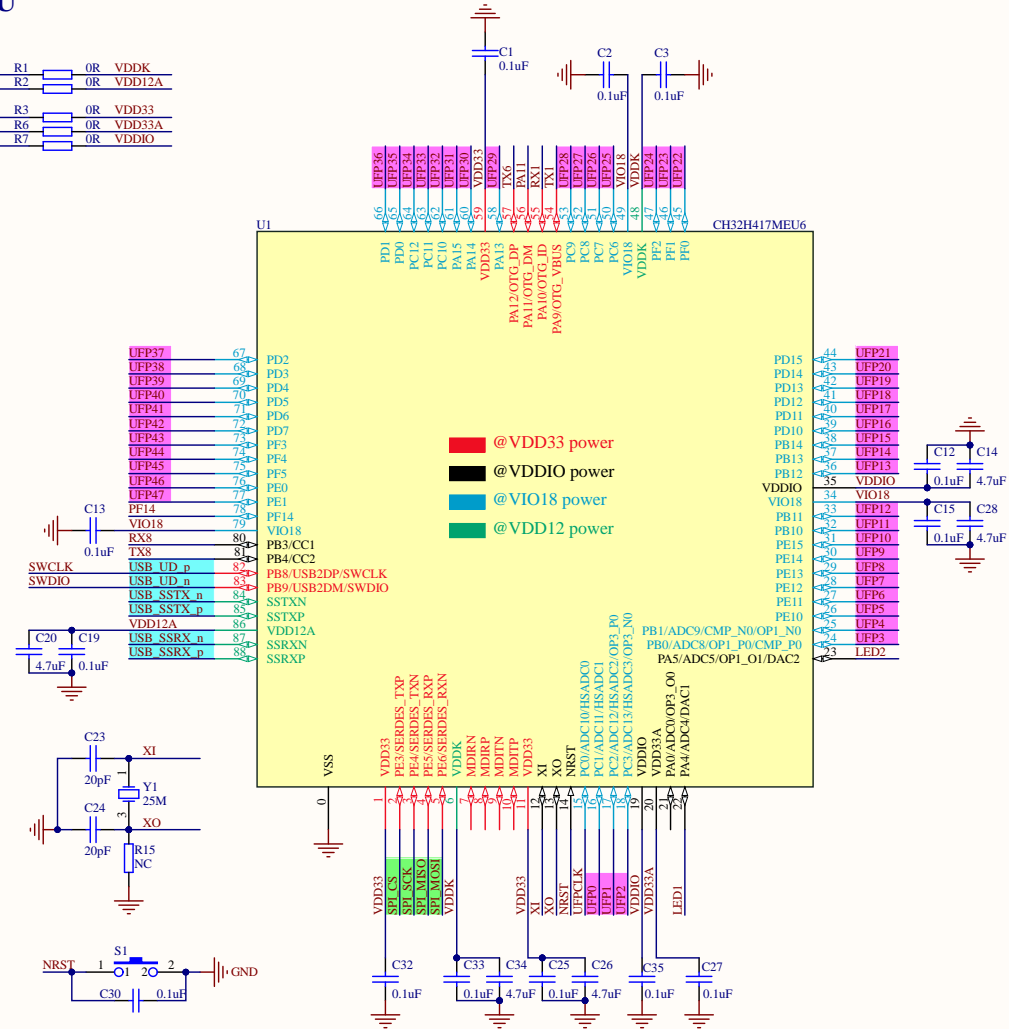 U
R1 0R VDDK
R2 0R VDD12A
R3 0R VDD33
R6 0R VDD33A
R7 0R VDDIO
C1
0.1uF
C2
0.1uF
C3
0.1uF
UFP36 UFP35 UFP34 UFP33 UFP32 UFP31 UFP30 VDD33 UFP29 TX6 PA11 RX1 TX1 UFP28 UFP27 UFP26 UFP25 VIO18 VDDK UFP24 UFP23 UFP22
66 65 64 63 62 61 60 59 58 57 56 55 54 53 52 51 50 49 48 47 46 45
U1 CH32H417MEU6
PD1 PD0 PC12 PC11 PC10 PA15 PA14 VDD33 PA13 PA12/OTG_DP PA11/OTG_DM PA10/OTG_ID PA9/OTG_VBUS PC9 PC8 PC7 PC6 VIO18 VDDK PF2 PF1 PF0
UFP37 67 PD2
UFP38 68 PD3
UFP39 69 PD4
UFP40 70 PD5
UFP41 71 PD6
UFP42 72 PD7
UFP43 73 PF3
UFP44 74 PF4
UFP45 75 PF5
UFP46 76 PE0
UFP47 77 PE1
PF14 78 PF14
VIO18 79 VIO18
RX8 80 PB3/CC1
TX8 81 PB4/CC2
SWCLK USB_UD_p 82 PB8/USB2DP/SWCLK
SWDIO USB_UD_n 83 PB9/USB2DM/SWDIO
USB_SSTX_n 84 SSTXN
USB_SSTX_p 85 SSTXP
VDD12A 86 VDD12A
USB_SSRX_n 87 SSRXN
USB_SSRX_p 88 SSRXP
C13
0.1uF
C20 C19
4.7uF 0.1uF
@VDD33 power
@VDDIO power
@VIO18 power
@VDD12 power
PD15 44 UFP21
PD14 43 UFP20
PD13 42 UFP19
PD12 41 UFP18
PD11 40 UFP17
PD10 39 UFP16
PB14 38 UFP15
PB13 37 UFP14
PB12 36 UFP13
VDDIO 35 VDDIO
VIO18 34 VIO18
PB11 33 UFP12
PB10 32 UFP11
PE15 31 UFP10
PE14 30 UFP9
PE13 29 UFP8
PE12 28 UFP7
PE11 27 UFP6
PE10 26 UFP5
PB1/ADC9/CMP_N0/OP1_N0 25 UFP4
PB0/ADC8/OP1_P0/CMP_P0 24 UFP3
PA5/ADC5/OP1_O1/DAC2 23 LED2
C12 C14
0.1uF 4.7uF
C15 C28
0.1uF 4.7uF
VSS VDD33 PE3/SERDES_TXP PE4/SERDES_TXN PE5/SERDES_RXP PE6/SERDES_RXN VDDK MDIRN MDIRP MDITN MDITP VDD33 XI XO NRST PC0/ADC10/HSADC0 PC1/ADC11/HSADC1 PC2/ADC12/HSADC2/OP3_P0 PC3/ADC13/HSADC3/OP3_N0 VDDIO VDD33A PA0/ADC0/OP3_O0 PA4/ADC4/DAC1
0 1 2 3 4 5 6 7 8 9 10 11 12 13 14 15 16 17 18 19 20 21 22
VDD33 SPI_CS SPI_SCK SPI_MISO SPI_MOSI VDDK VDD33 XI XO NRST UFPCLK UFP0 UFP1 UFP2 VDDIO VDD33A LED1
C23 XI
20pF 1
Y1
25M
C24 3 XO
20pF R15
NC
S1
NRST 1 1 2 2 GND
C30 0.1uF
C32 C33 C34 C25 C26 C35 C27
0.1uF 0.1uF 4.7uF 0.1uF 4.7uF 0.1uF 0.1uF